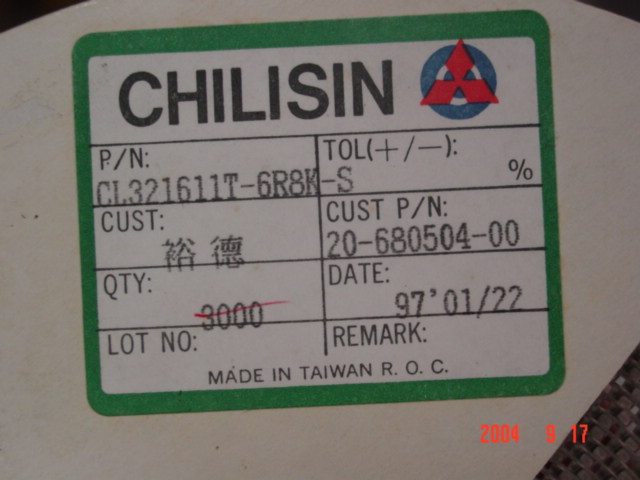 CHILISIN
P/N:
CL321611T-6R8K-S
TOL(+/-):
%
CUST:
裕德
CUST P/N:
20-680504-00
QTY:
3000
DATE:
97'01/22
LOT NO:
REMARK:
MADE IN TAIWAN R. O. C.
2004 9 17